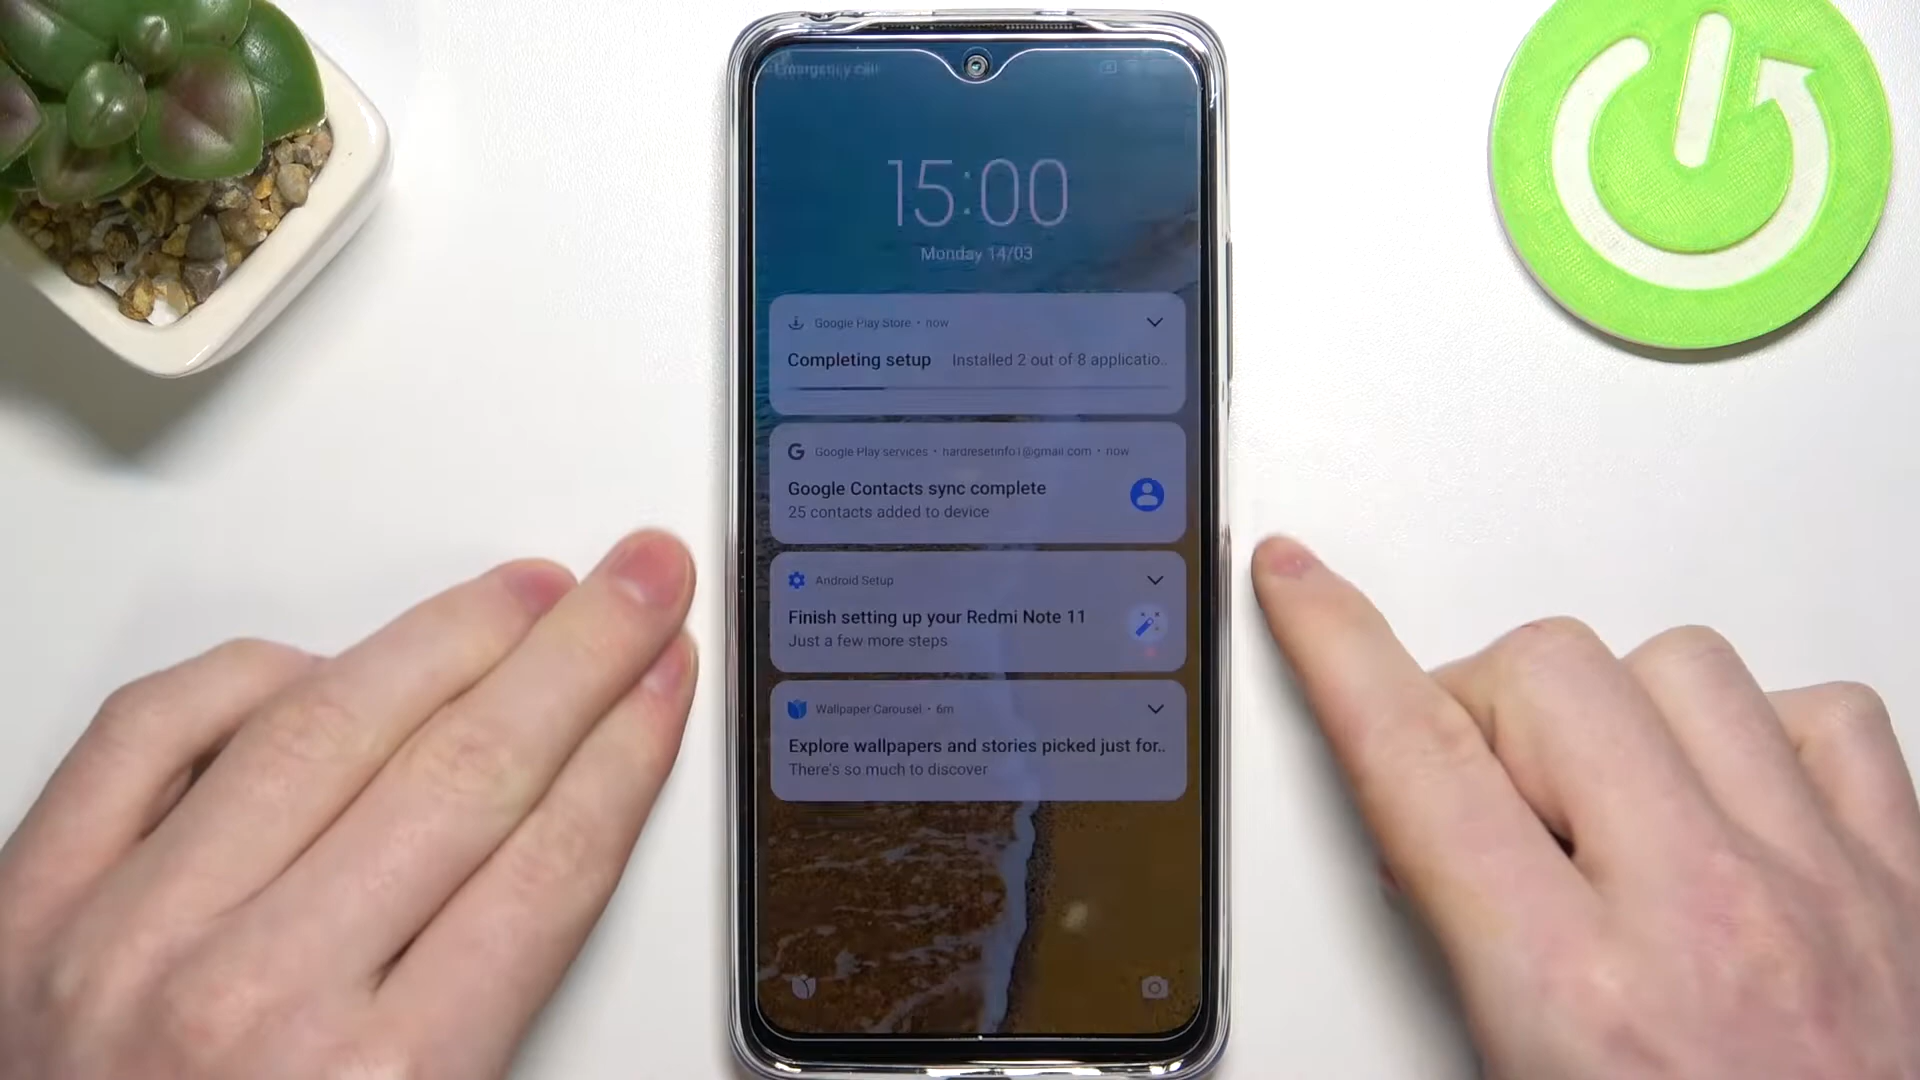 Emergency call
15:00
Monday 14/03
Google Play Store • now
Completing setup Installed 2 out of 8 applicatio..
Google Play services • hardresetinfo1@gmail.com • now
Google Contacts sync complete
25 contacts added to device
Android Setup
Finish setting up your Redmi Note 11
Just a few more steps
Wallpaper Carousel • 6m
Explore wallpapers and stories picked just for..
There's so much to discover